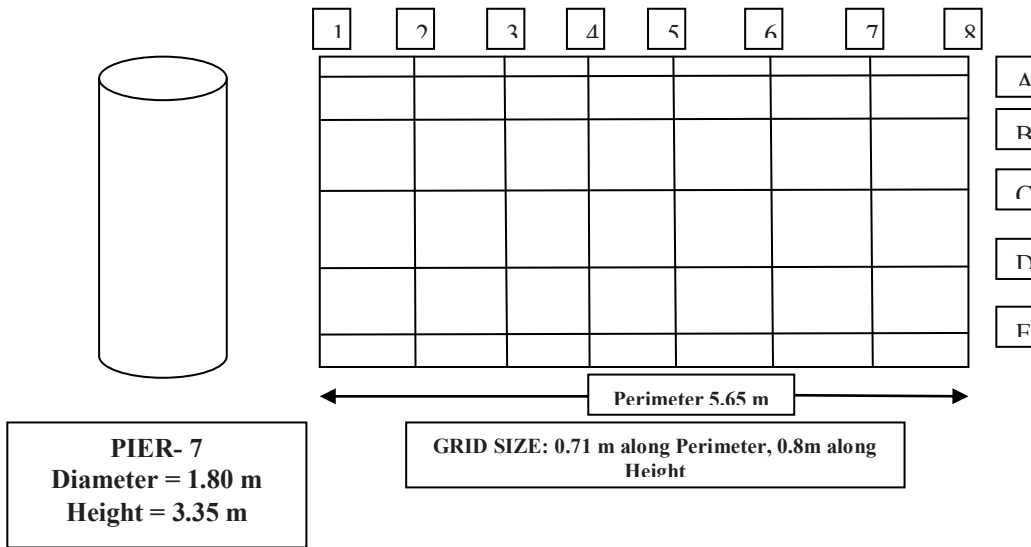 1 2 3 4 5 6 7 8
A
B
C
D
E
Perimeter 5.65 m
PIER- 7
Diameter = 1.80 m
Height = 3.35 m
GRID SIZE: 0.71 m along Perimeter, 0.8m along
Height